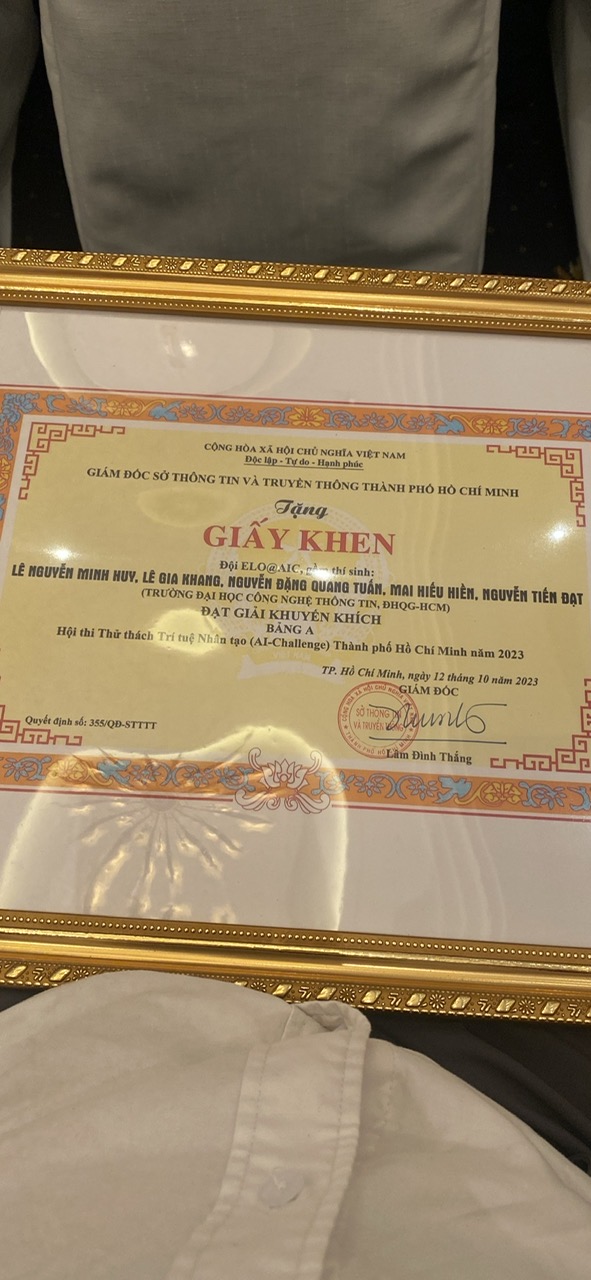 CỘNG HÒA XÃ HỘI CHỦ NGHĨA VIỆT NAM
Độc lập - Tự do - Hạnh phúc
GIÁM ĐỐC SỞ THÔNG TIN VÀ TRUYỀN THÔNG THÀNH PHỐ HỒ CHÍ MINH
Tặng
GIẤY KHEN
Đội ELO@AIC, gồm thí sinh:
LÊ NGUYỄN MINH HUY, LÊ GIA KHANG, NGUYỄN ĐẶNG QUANG TUẤN, MAI HIẾU HIỀN, NGUYỄN TIẾN ĐẠT
(TRƯỜNG ĐẠI HỌC CÔNG NGHỆ THÔNG TIN, ĐHQG-HCM)
ĐẠT GIẢI KHUYẾN KHÍCH
BẢNG A
Hội thi Thử thách Trí tuệ Nhân tạo (AI-Challenge) Thành phố Hồ Chí Minh năm 2023
TP. Hồ Chí Minh, ngày 12 tháng 10 năm 2023
GIÁM ĐỐC
SỞ THÔNG
VÀ TRUYỀN
Quyết định số: 355/QĐ-STTTT
Lâm Đình Thắng